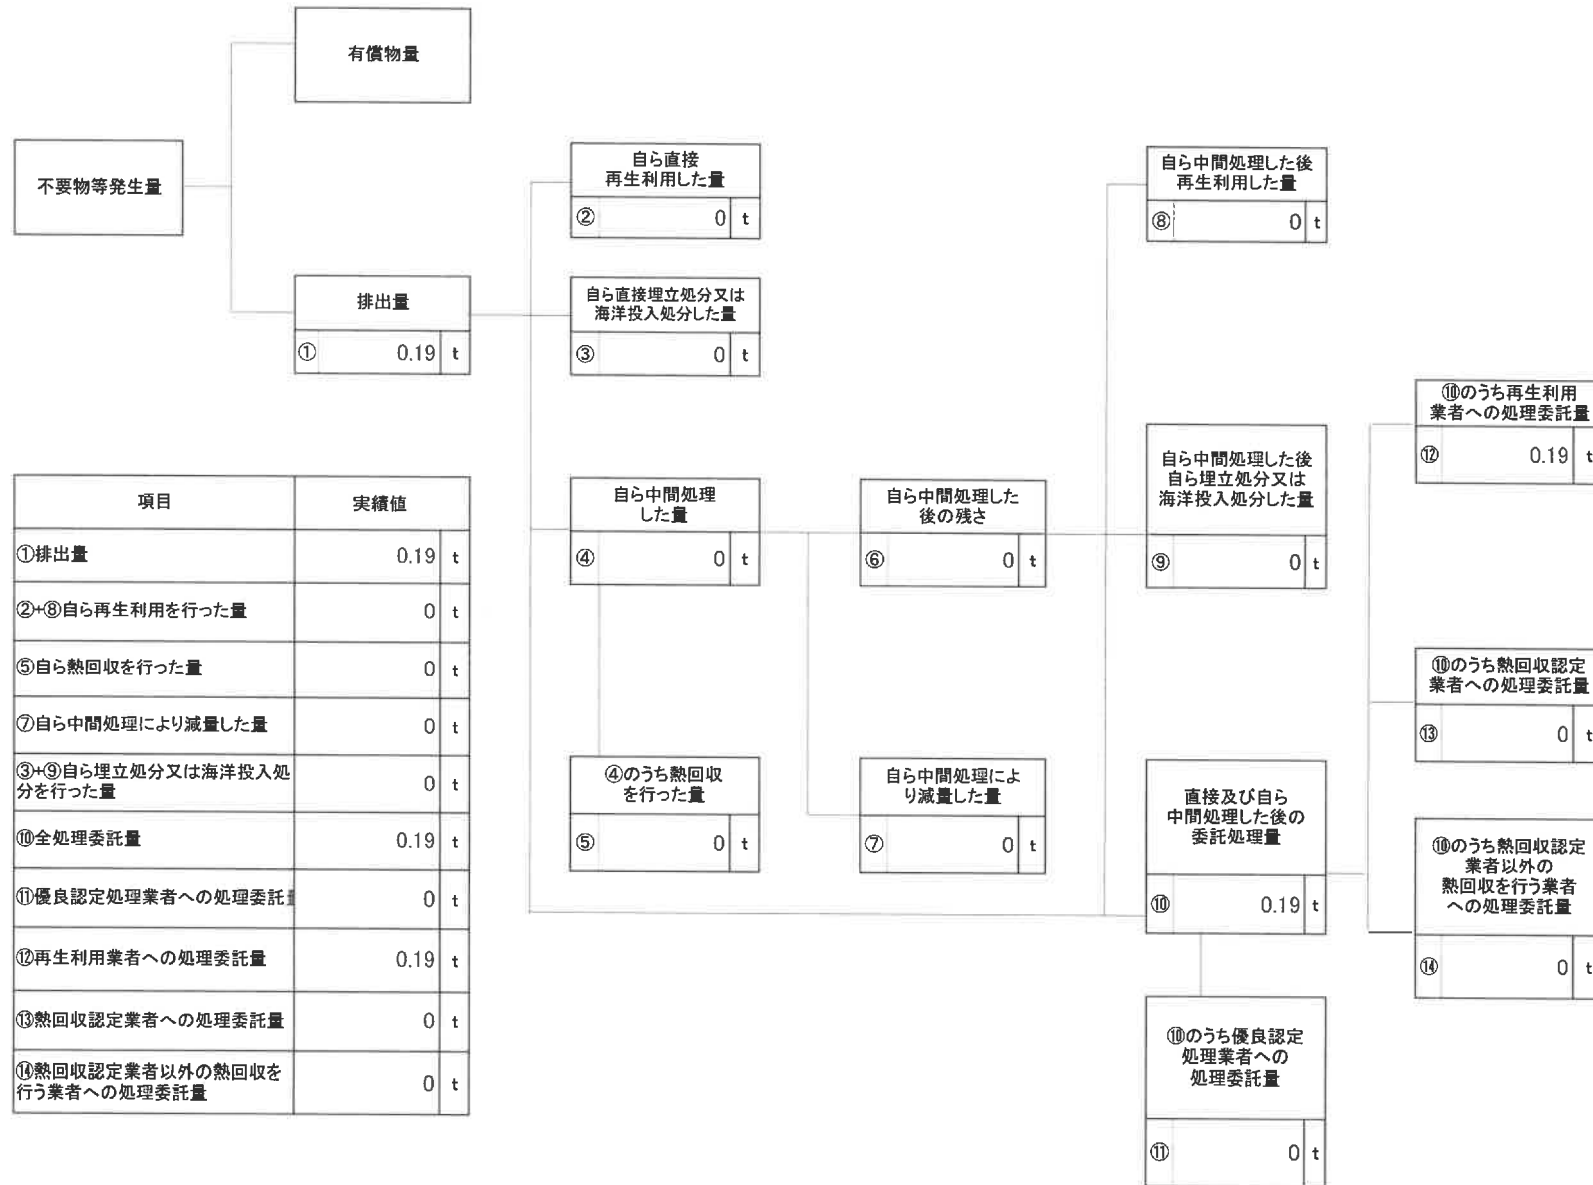 有償物量
不要物等発生量
排出量
① 0.19 t
自ら直接
再生利用した量
② 0 t
自ら直接埋立処分又は
海洋投入処分した量
③ 0 t
自ら中間処理
した量
④ 0 t
④のうち熱回収
を行った量
⑤ 0 t
自ら中間処理した
後の残さ
⑥ 0 t
自ら中間処理によ
り減量した量
⑦ 0 t
自ら中間処理した後
再生利用した量
⑧ 0 t
自ら中間処理した後
自ら埋立処分又は
海洋投入処分した量
⑨ 0 t
直接及び自ら
中間処理した後の
委託処理量
⑩ 0.19 t
⑩のうち優良認定
処理業者への
処理委託量
⑪ 0 t
⑩のうち再生利用
業者への処理委託量
⑫ 0.19 t
⑩のうち熱回収認定
業者への処理委託量
⑬ 0 t
⑩のうち熱回収認定
業者以外の
熱回収を行う業者
への処理委託量
⑭ 0 t
項目 実績値
①排出量 0.19 t
②+⑧自ら再生利用を行った量 0 t
⑤自ら熱回収を行った量 0 t
⑦自ら中間処理により減量した量 0 t
③+⑨自ら埋立処分又は海洋投入処
分を行った量 0 t
⑩全処理委託量 0.19 t
⑪優良認定処理業者への処理委託 0 t
⑫再生利用業者への処理委託量 0.19 t
⑬熱回収認定業者への処理委託量 0 t
⑭熱回収認定業者以外の熱回収を
行う業者への処理委託量 0 t